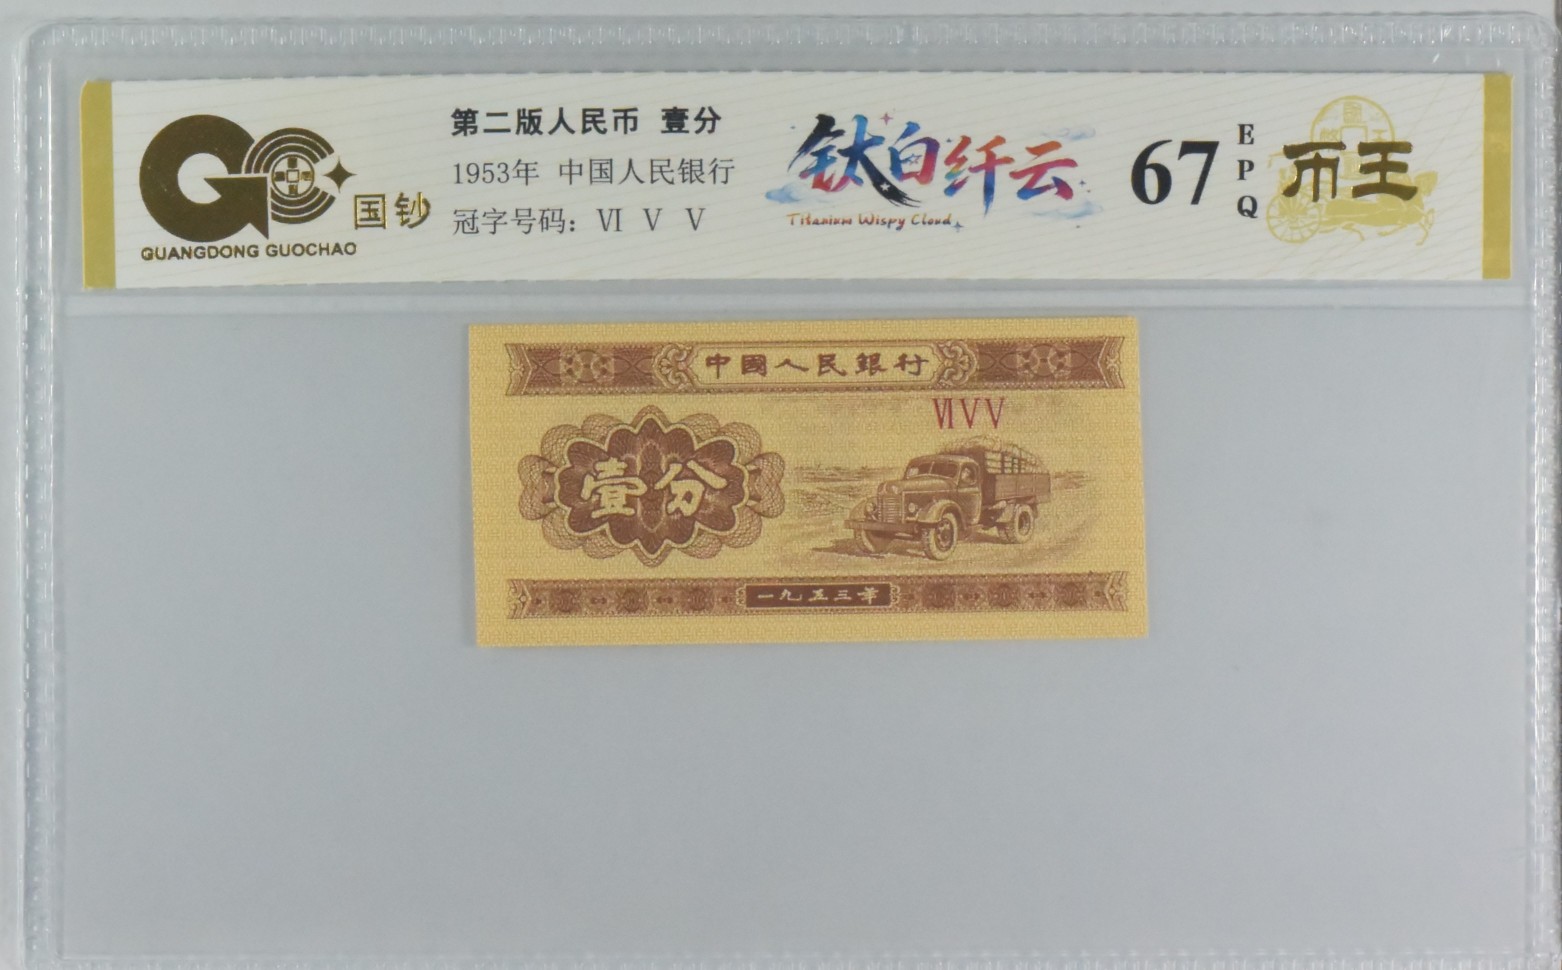 GC
国钞
GUANGDONG GUOCHAO
第二版人民币 壹分
1953年 中国人民银行
冠字号码: Ⅵ Ⅴ Ⅴ
钛白纤云
Titanium Wispy Cloud
67
EPQ
币王
中國人民銀行
ⅥⅤⅤ
壹分
一九五三年